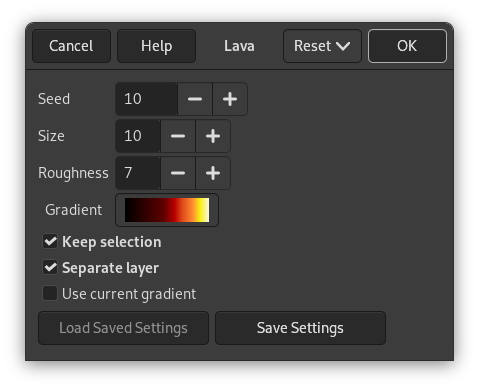 Cancel Help Lava Reset OK
Seed 10
Size 10
Roughness 7
Gradient
Keep selection
Separate layer
Use current gradient
Load Saved Settings Save Settings